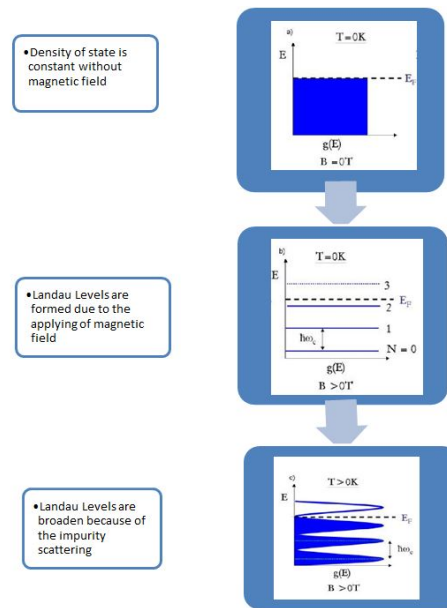 •Density of state is
constant without
magnetic field
a)
T=0K
E
E_F
g(E)
B =0T
•Landau Levels are
formed due to the
applying of magnetic
field
b)
T=0K
E
3
E_F
2
1
ħω_c
N = 0
g(E)
B >0T
•Landau Levels are
broaden because of
the impurity
scattering
c)
T>0K
E
E_F
ħω_c
g(E)
B >0T